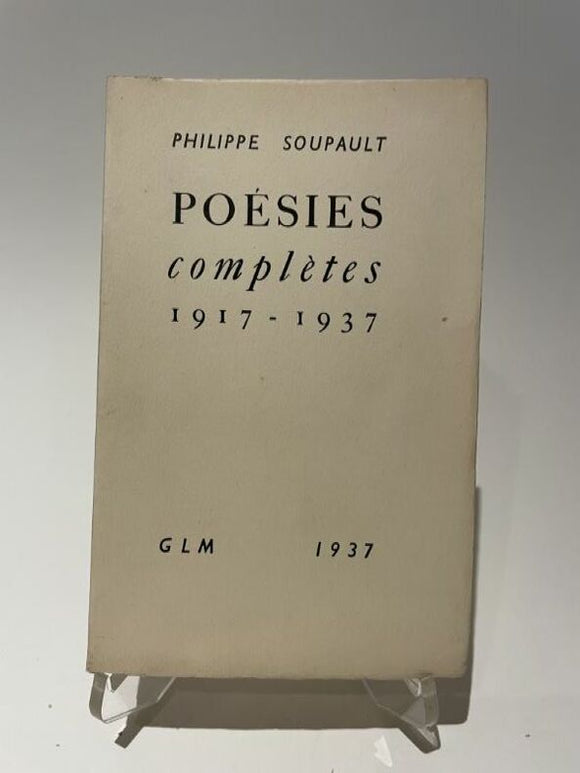 PHILIPPE SOUPAULT
POÉSIES
complètes
1917 - 1937
GLM 1937